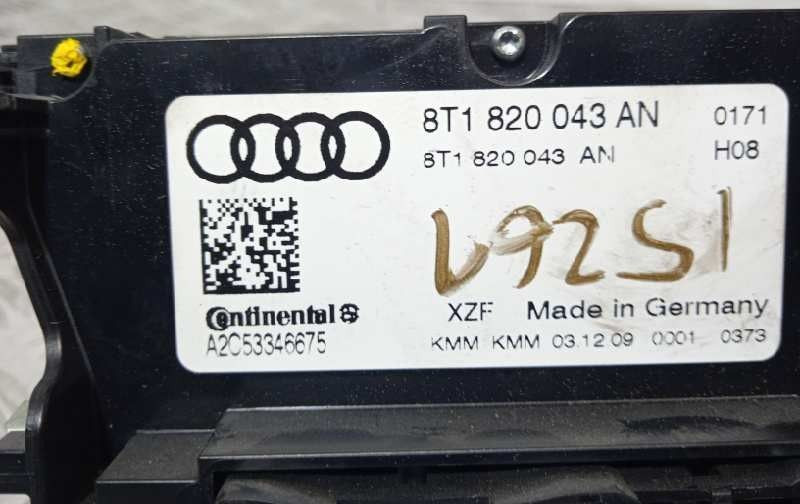 8T1 820 043 AN 0171
8T1 820 043 AN H08
Continental
A2C53346675
XZF Made in Germany
KMM KMM 03.12.09 0001 0373